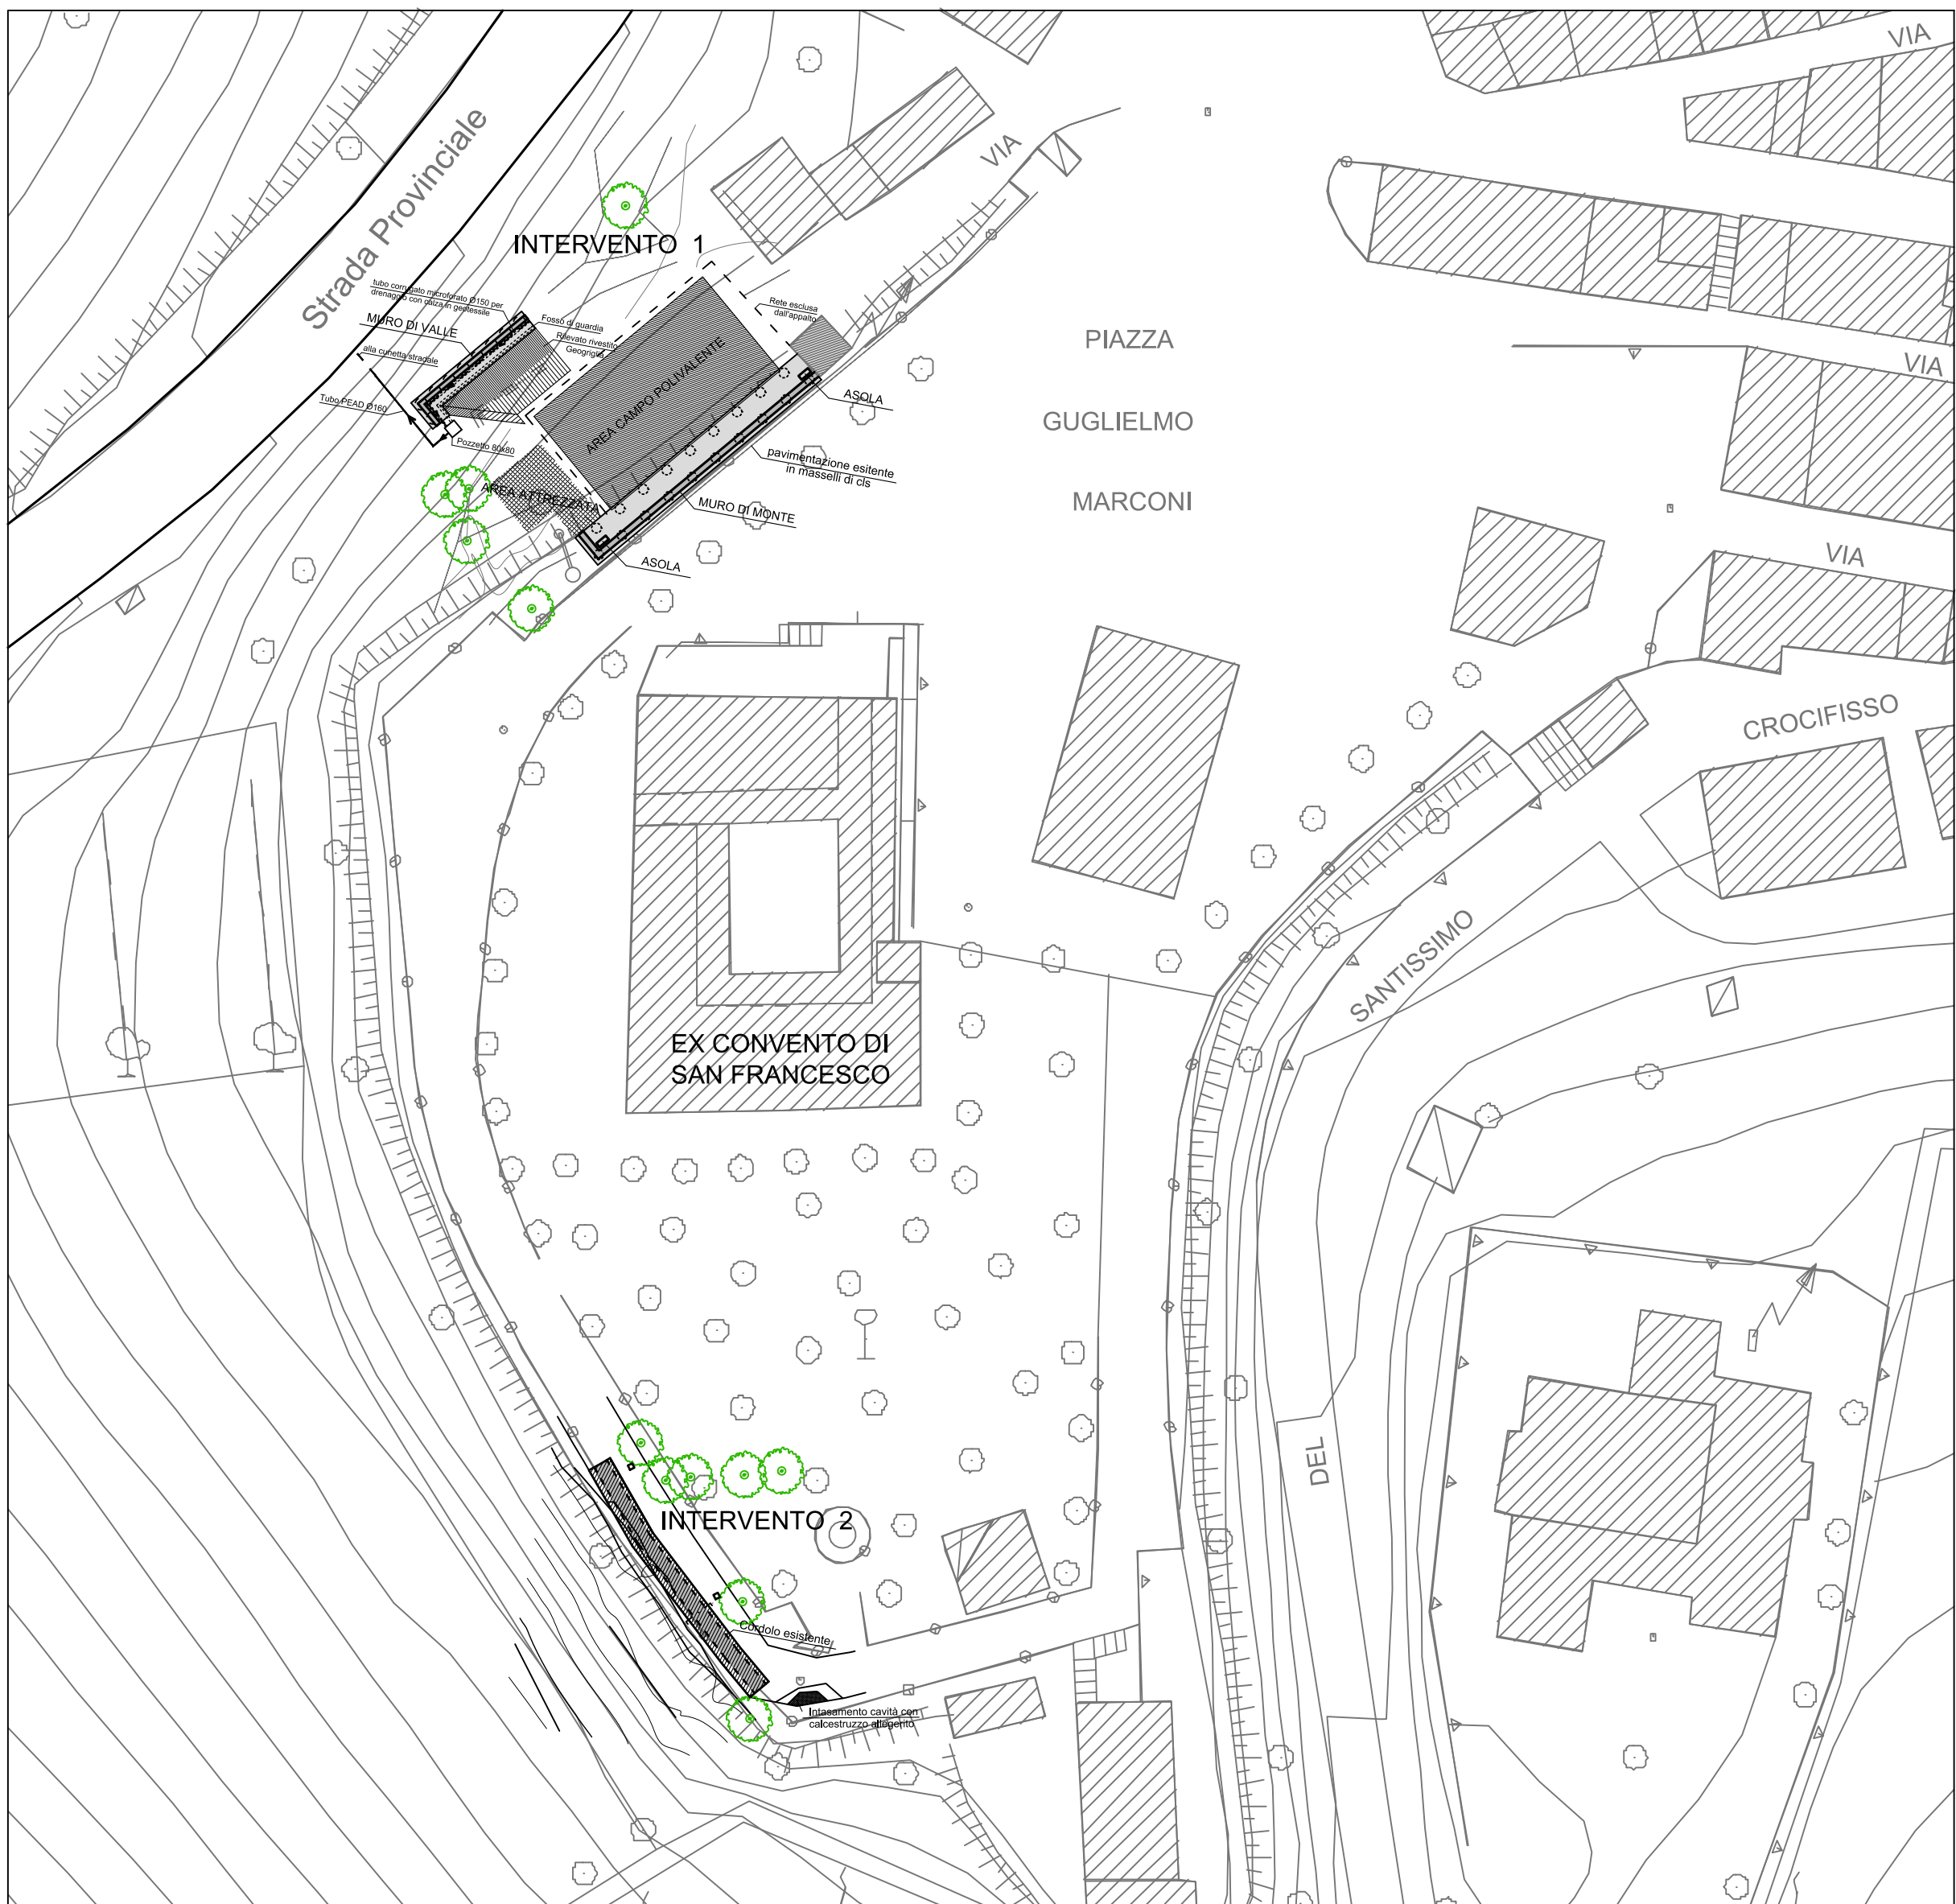 VIA
Strada Provinciale
VIA
INTERVENTO 1
tubo corrugato microforato Ø150 per
drenaggio con calza in geotessile
MURO DI VALLE
Fosso di guardia
Rilevato rivestito
Geogriglia
alla cunetta stradale
Tubo PEAD Ø160
Pozzetto 80x80
Rete esclusa
dall'appalto
AREA CAMPO POLIVALENTE
ASOLA
pavimentazione esitente
in masselli di cls
AREA ATTREZZATA
MURO DI MONTE
ASOLA
PIAZZA
GUGLIELMO
MARCONI
VIA
VIA
CROCIFISSO
SANTISSIMO
EX CONVENTO DI
SAN FRANCESCO
DEL
INTERVENTO 2
Cordolo esistente
Intasamento cavità con
calcestruzzo allegerito